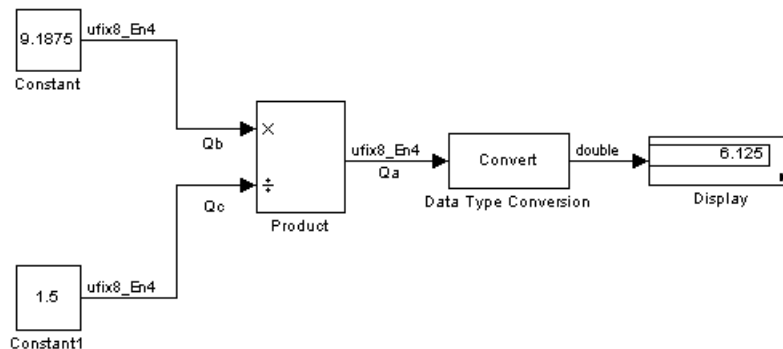 9.1875
ufix8_En4
Constant
Qb
×
÷
Qc
Product
ufix8_En4
Qa
Convert
Data Type Conversion
double
6.125
Display
1.5
ufix8_En4
Constant1